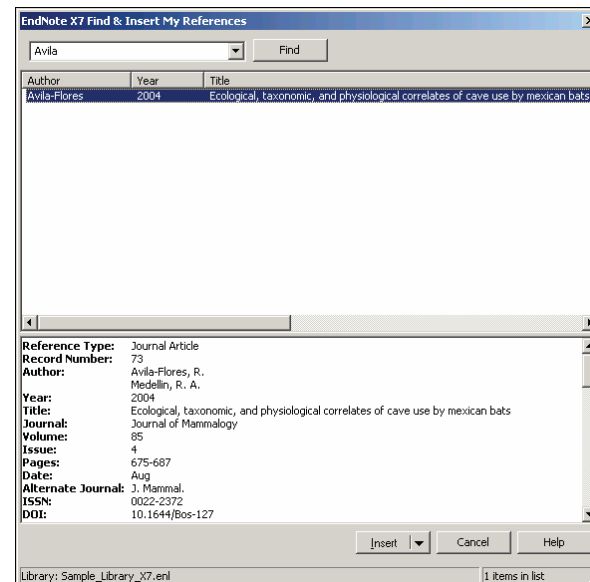 EndNote X7 Find & Insert My References
Avila
Find
Author Year Title
Avila-Flores 2004 Ecological, taxonomic, and physiological correlates of cave use by mexican bats
Reference Type: Journal Article
Record Number: 73
Author: Avila-Flores, R.
Medellin, R. A.
Year: 2004
Title: Ecological, taxonomic, and physiological correlates of cave use by mexican bats
Journal: Journal of Mammalogy
Volume: 85
Issue: 4
Pages: 675-687
Date: Aug
Alternate Journal: J. Mammal.
ISSN: 0022-2372
DOI: 10.1644/Bos-127
Insert Cancel Help
Library: Sample_Library_X7.enl 1 items in list